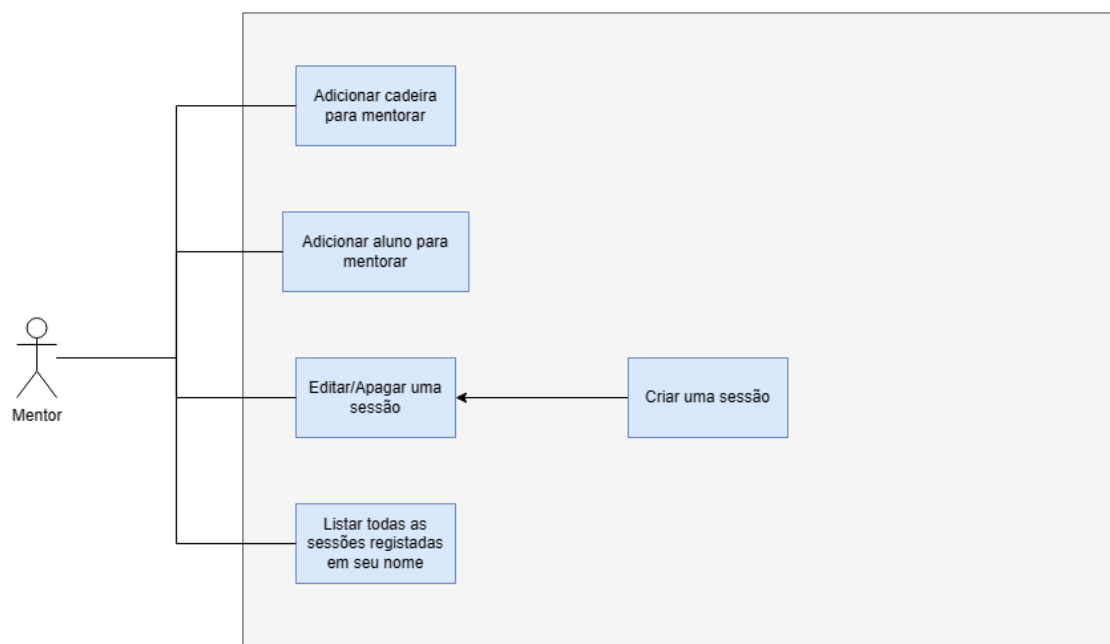 Adicionar cadeira
para mentorar
Adicionar aluno para
mentorar
Mentor
Editar/Apagar uma
sessão
Criar uma sessão
Listar todas as
sessões registadas
em seu nome